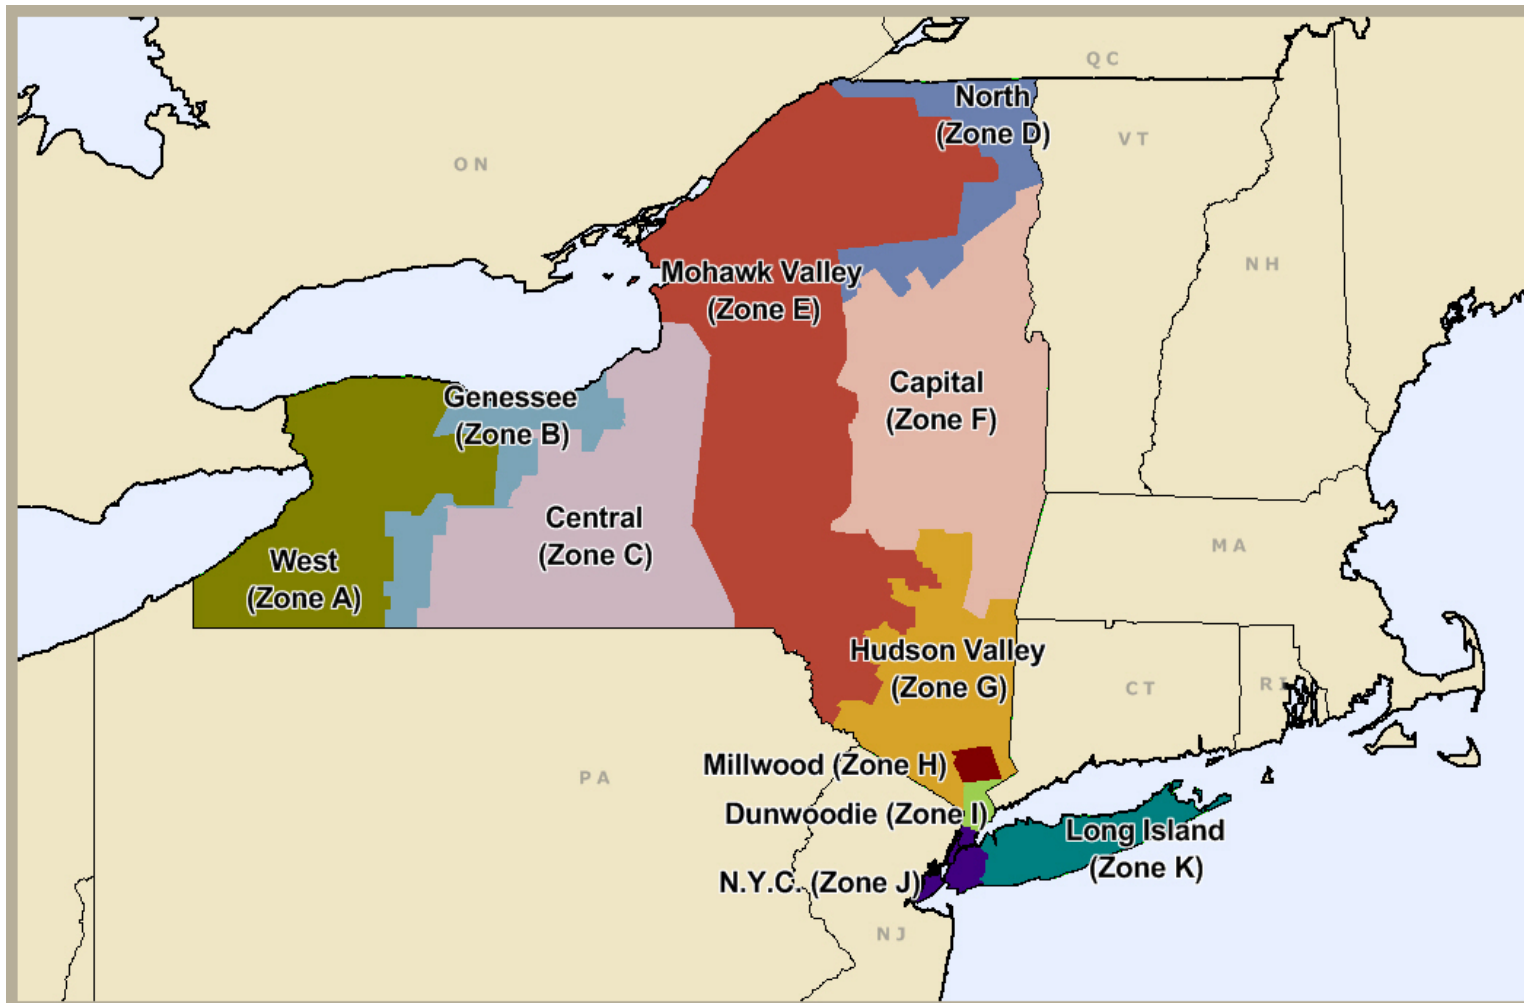 QC
North
(Zone D)
VT
ON
NH
Mohawk Valley
(Zone E)
Capital
(Zone F)
Genessee
(Zone B)
Central
(Zone C)
West
(Zone A)
MA
Hudson Valley
(Zone G)
CT
RI
Millwood (Zone H)
PA
Dunwoodie (Zone I)
Long Island
(Zone K)
N.Y.C. (Zone J)
NJ